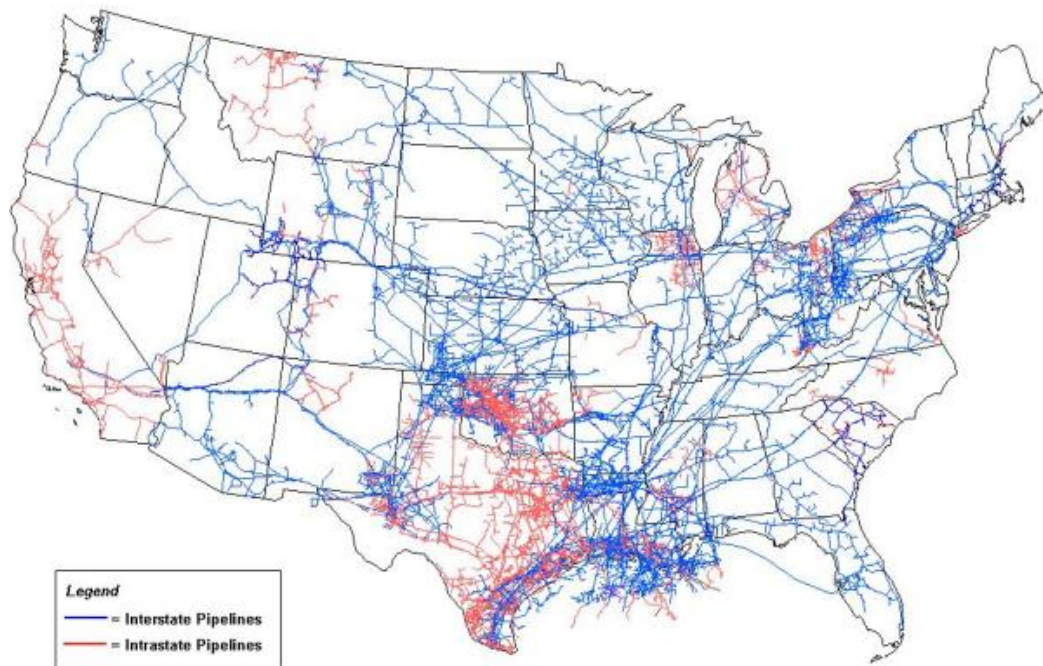 Legend
= Interstate Pipelines
= Intrastate Pipelines